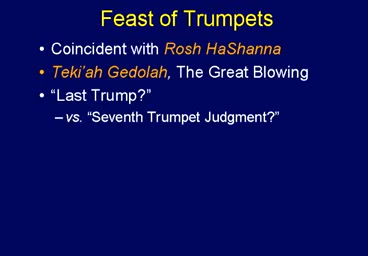 Feast of Trumpets
• Coincident with Rosh HaShanna
• Teki’ah Gedolah, The Great Blowing
• “Last Trump?”
– vs. “Seventh Trumpet Judgment?”